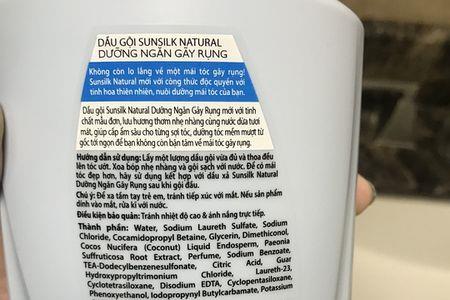 DẦU GỘI SUNSILK NATURAL
DƯỠNG NGĂN GÃY RỤNG
Không còn lo lắng về một mái tóc gãy rụng!
Sunsilk Natural mới với công thức độc quyền với
tinh hoa thiên nhiên, nuôi dưỡng mái tóc của bạn.
Dầu gội Sunsilk Natural Dưỡng Ngăn Gãy Rụng mới với tinh
chất mẫu đơn, lưu hương thơm nhẹ nhàng cùng nước dừa tươi
mát, giúp cấp ẩm sâu cho từng sợi tóc, dưỡng tóc mềm mượt từ
gốc tới ngọn để bạn không còn bận tâm về mái tóc gãy rụng.
Hướng dẫn sử dụng: Lấy một lượng dầu gội vừa đủ và thoa đều
lên tóc ướt. Xoa bóp nhẹ nhàng và gội sạch với nước. Để có mái
tóc đẹp hơn, hãy sử dụng kết hợp với dầu xả Sunsilk Natural
Dưỡng Ngăn Gãy Rụng sau khi gội đầu.
Chú ý: Để xa tầm tay trẻ em, tránh tiếp xúc với mắt. Nếu sản phẩm
dính vào mắt, rửa kĩ với nước.
Điều kiện bảo quản: Tránh nhiệt độ cao & ánh nắng trực tiếp.
Thành phần: Water, Sodium Laureth Sulfate, Sodium
Chloride, Cocamidopropyl Betaine, Glycerin, Dimethiconol,
Cocos Nucifera (Coconut) Liquid Endosperm, Paeonia
Suffruticosa Root Extract, Perfume, Sodium Benzoate,
TEA-Dodecylbenzenesulfonate, Citric Acid, Guar
Hydroxypropyltrimonium Chloride, Laureth-23,
Cyclotetrasiloxane, Disodium EDTA, Cyclopentasiloxane,
Phenoxyethanol, Iodopropynyl Butylcarbamate, Potassium